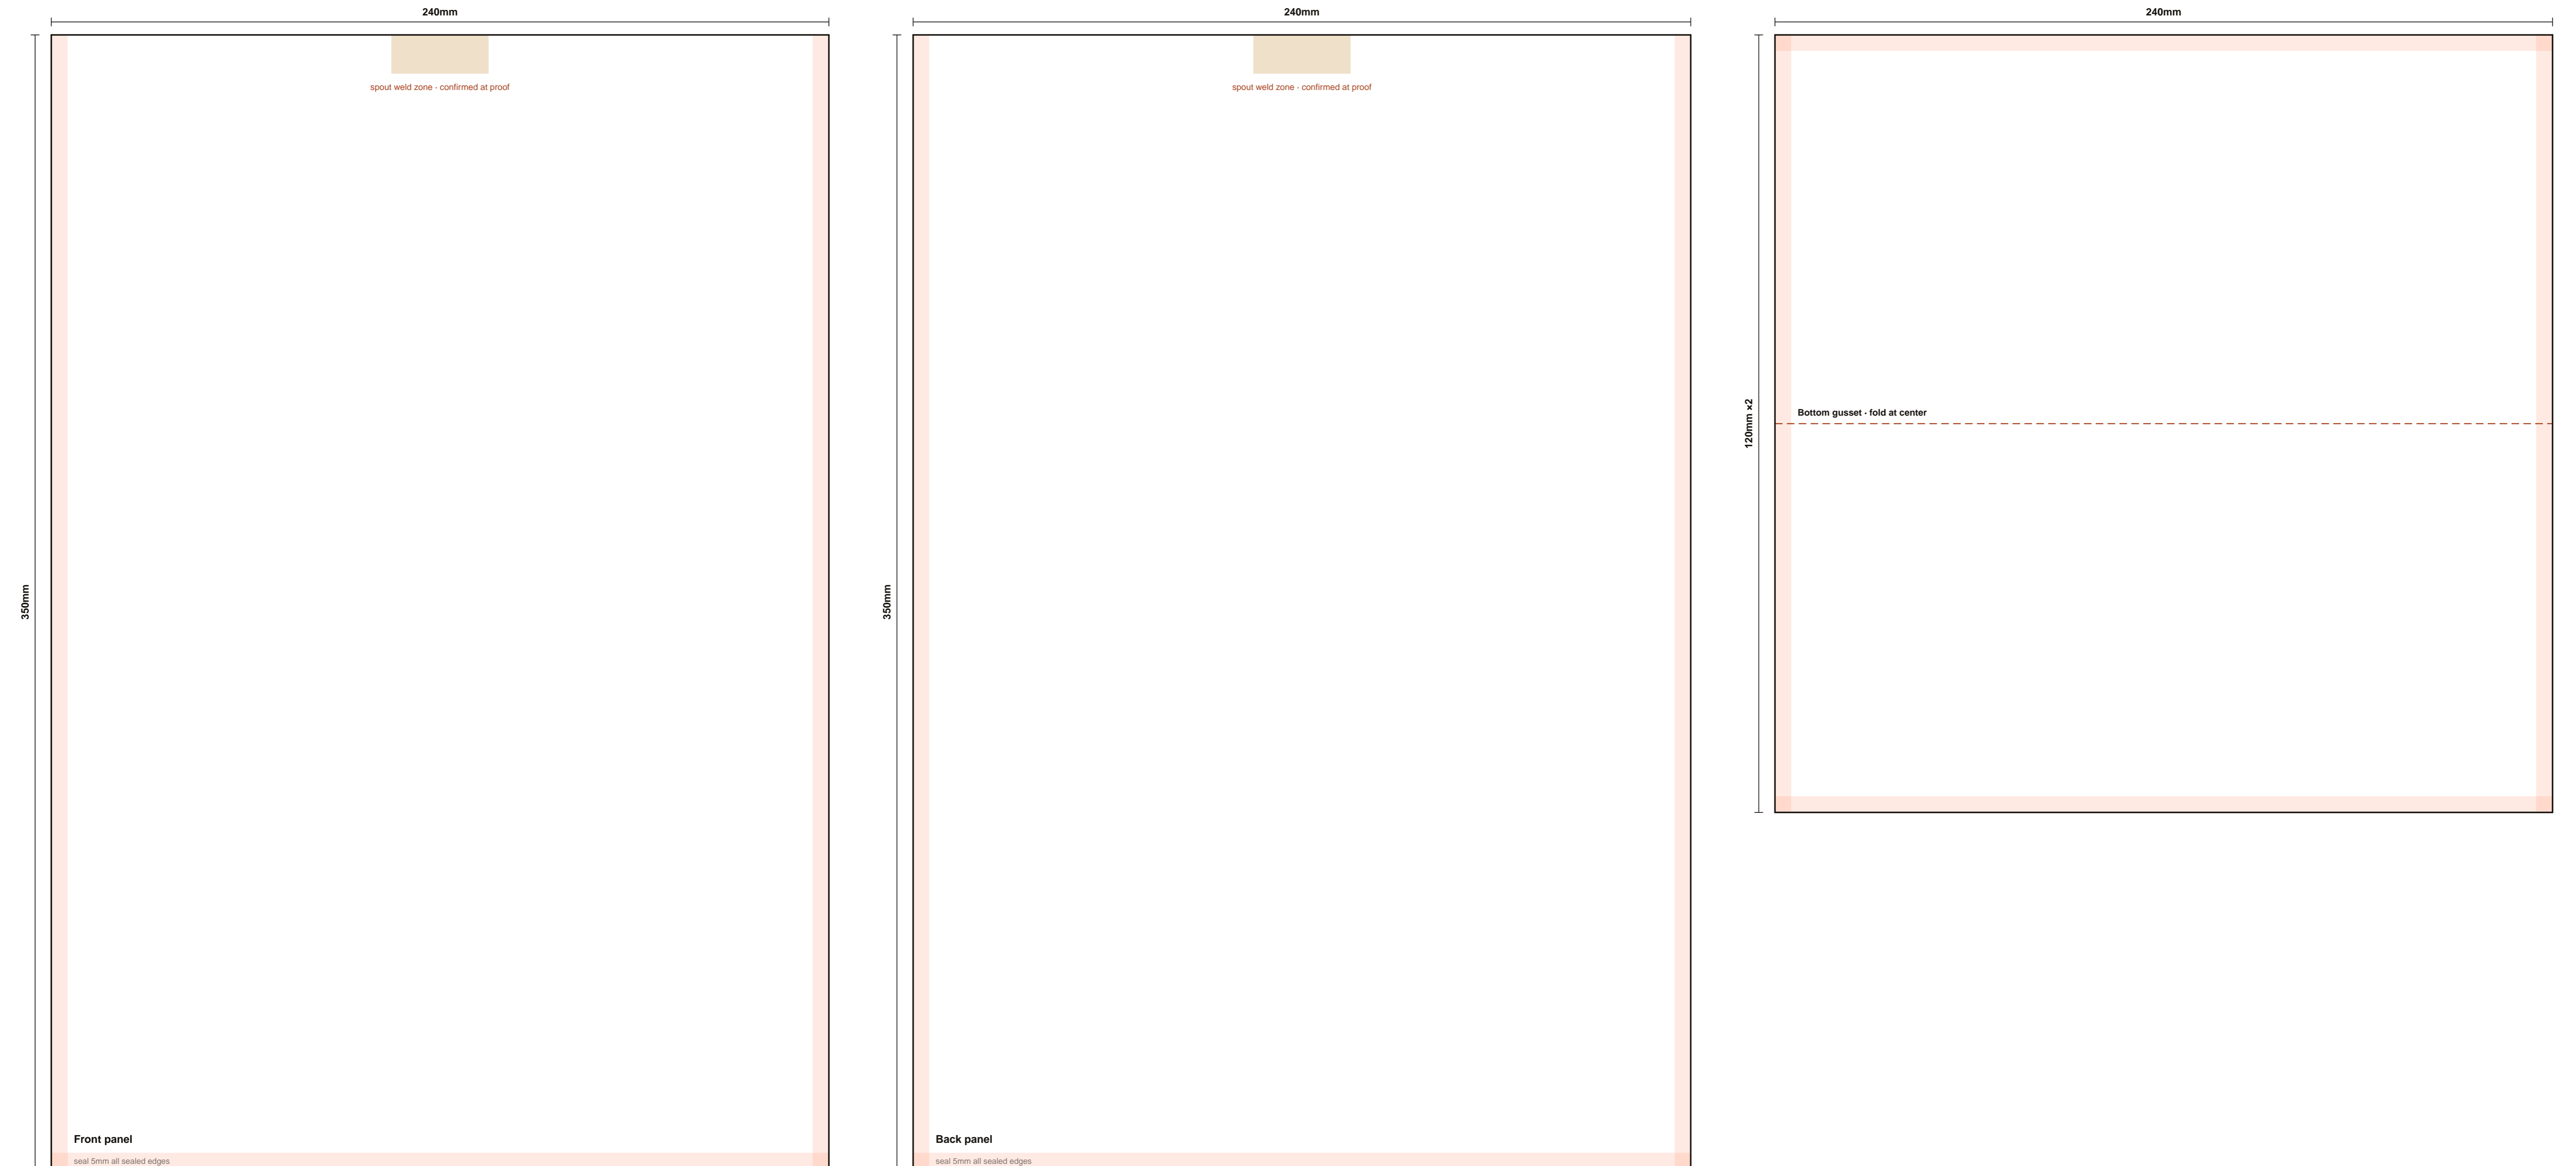 240mm
240mm
240mm
spout weld zone - confirmed at proof
spout weld zone - confirmed at proof
120mm ×2
Bottom gusset - fold at center
350mm
350mm
Front panel
Back panel
seal 5mm all sealed edges
seal 5mm all sealed edges